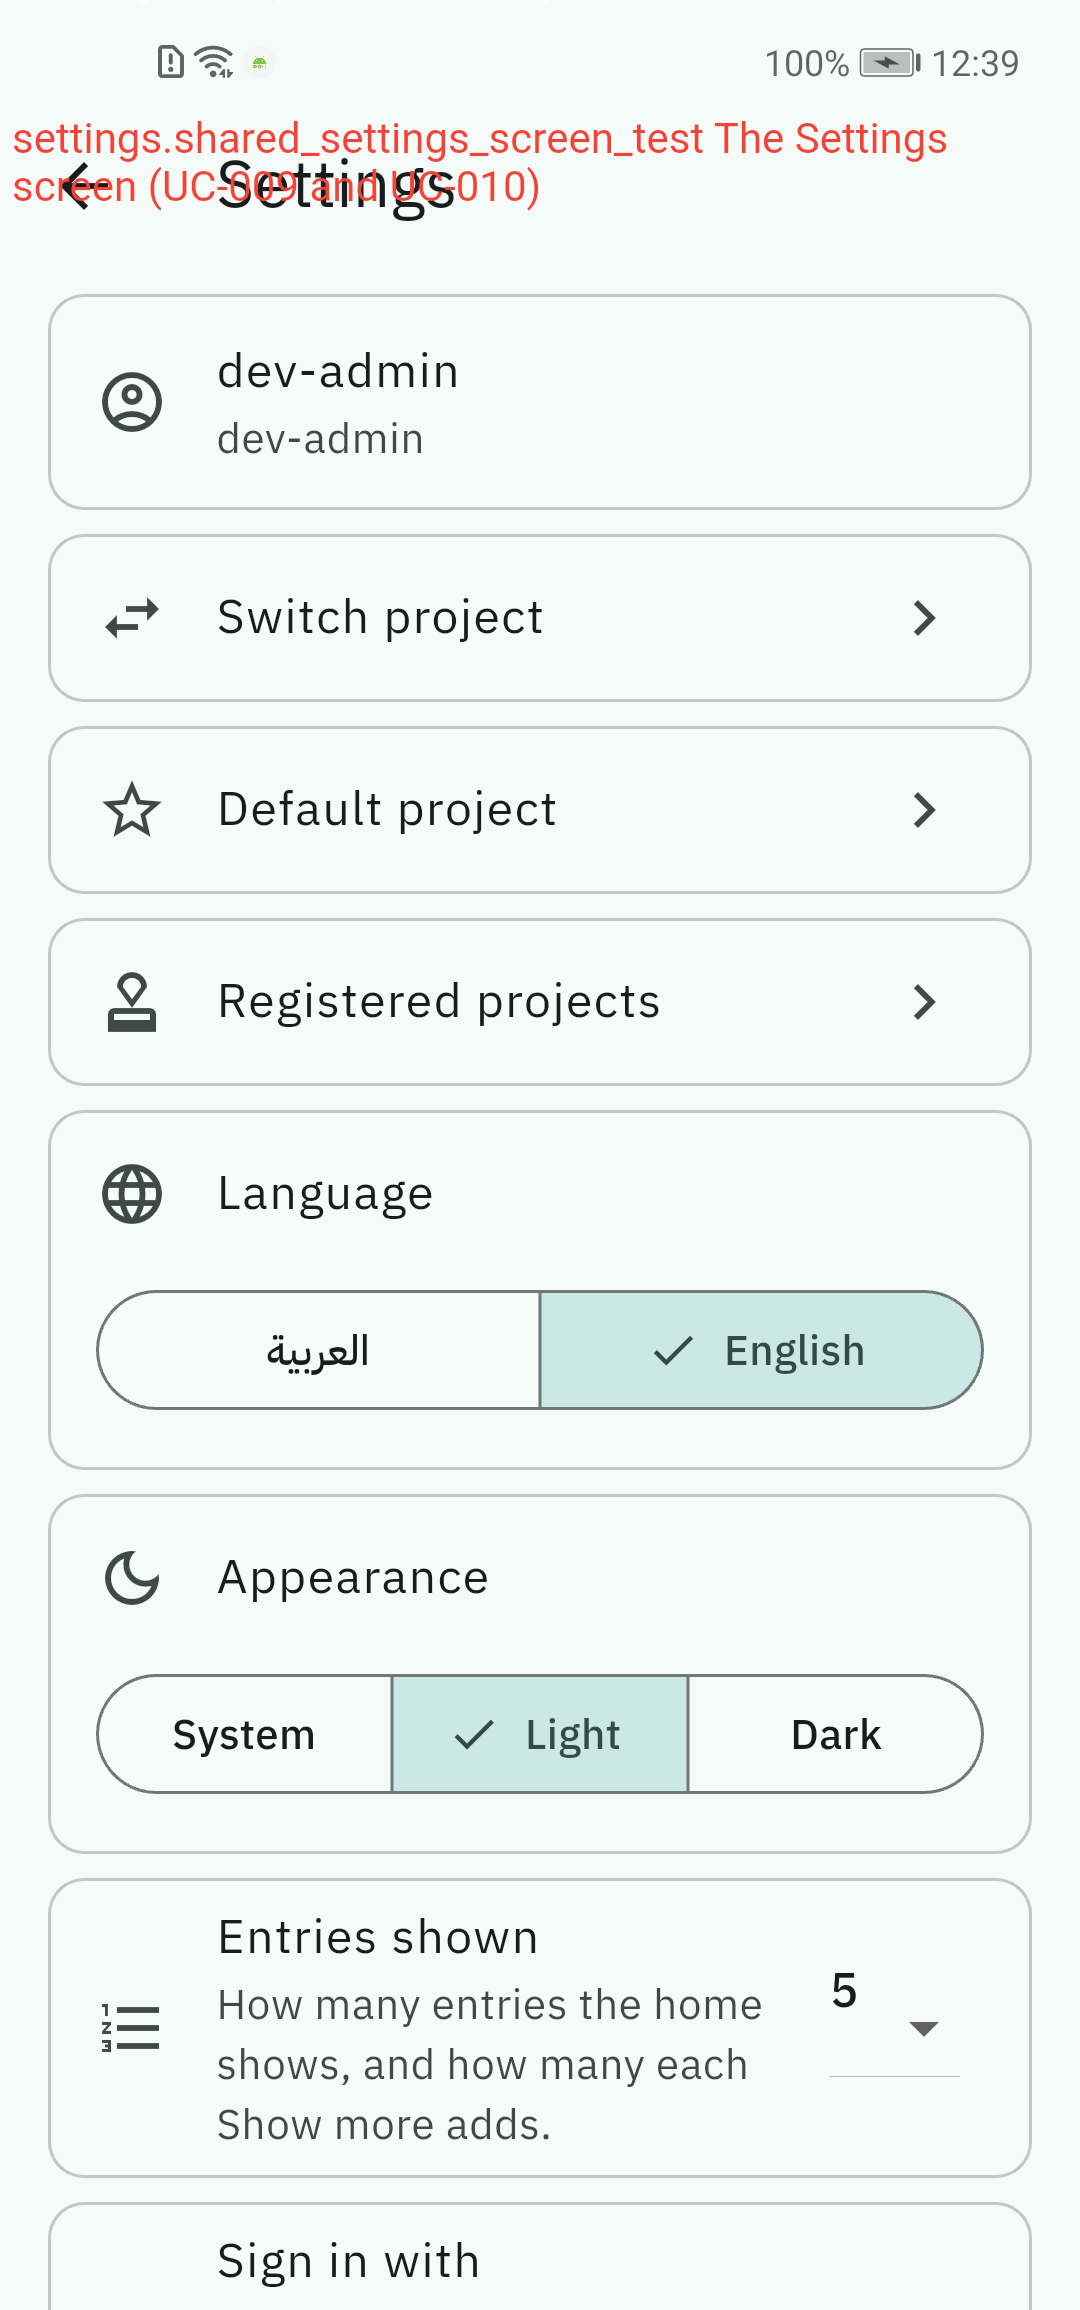 100% 12:39
settings.shared_settings_screen_test The Settings
screen (UC-009 and UC-010)
Settings
dev-admin
dev-admin
Switch project
Default project
Registered projects
Language
العربية English
Appearance
System Light Dark
Entries shown
5
How many entries the home
shows, and how many each
Show more adds.
Sign in with